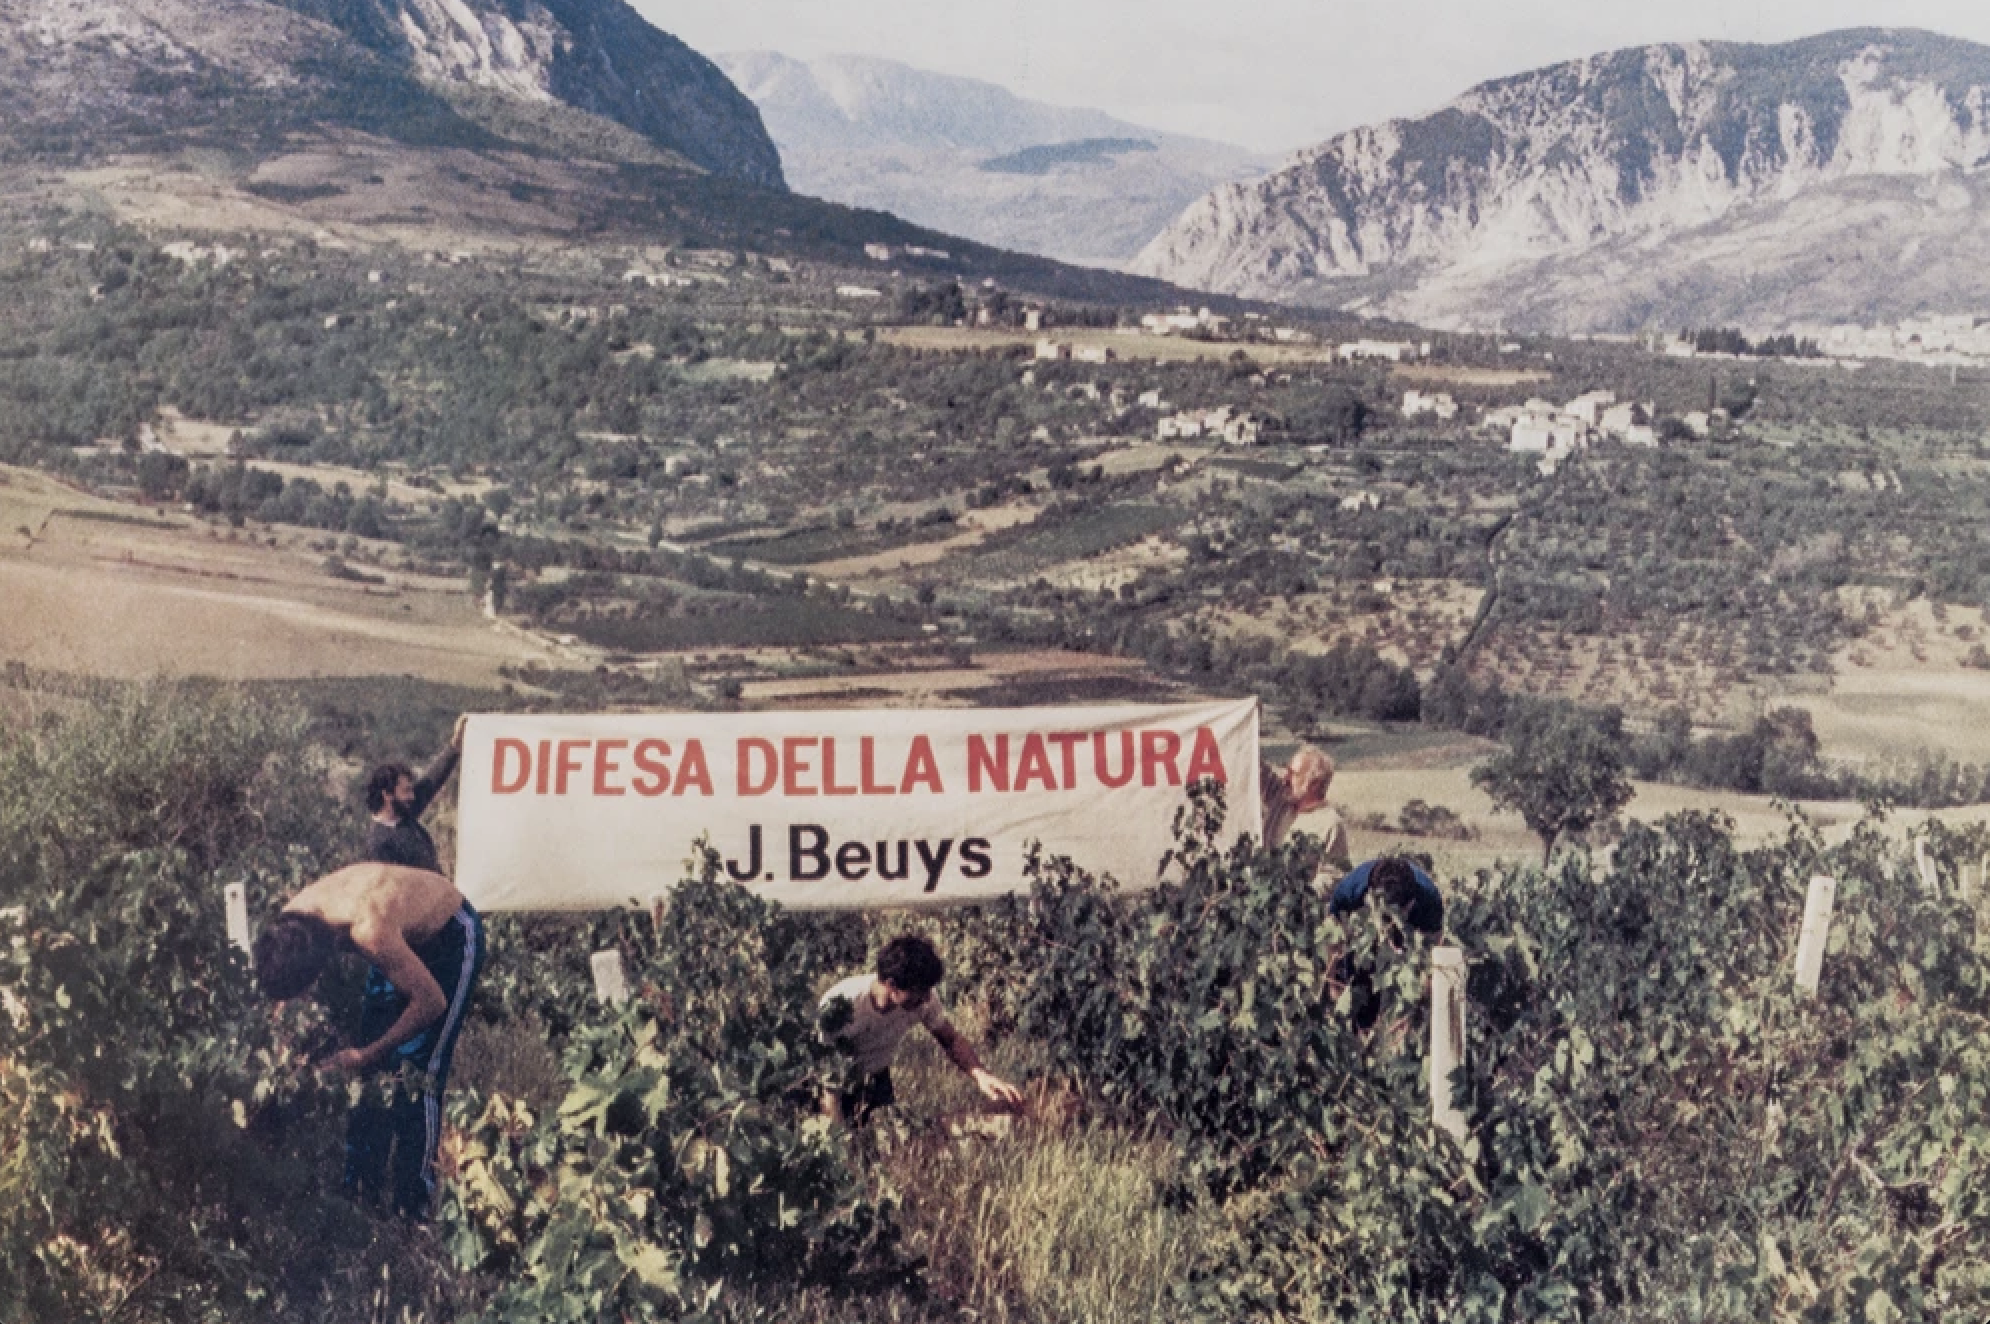 DIFESA DELLA NATURA
J. Beuys